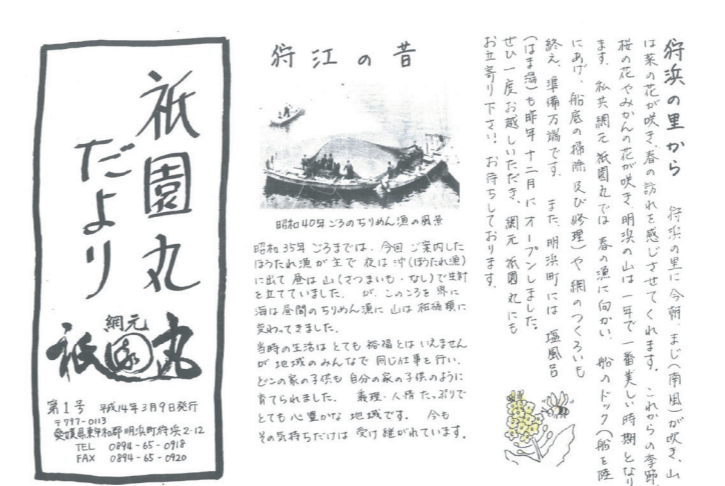 狩浜の里から
狩浜の里に今朝、まじ(南風)が吹き、山
は菜の花が咲き、春の訪れを感じさせてくれます。これからの季節
桜の花やみかんの花が咲き、明浜の山は一年で一番美しい時期となり
ます。私共網元祇園丸では春の漁に向かい、船のドック(船を陸
にあげ、船底の掃除及び修理)や網のつくろいも
終え、準備万端です。また、明浜町には塩風呂
(はま湯)も昨年十二月にオープンしました。
ぜひ一度お越しいただき、網元祇園丸にも
お立寄り下さい。お待ちしております。
狩江の昔
昭和40年ごろのちりめん漁の風景
昭和35年ごろまでは、今回ご案内した
ほうたれ漁が主で夜は沖(ほうたれ漁)
に出て昼は山(さつまいも・なし)で生計
を立てていました。が、このころを境に
海は昼間のちりめん漁に山は柑橘類に
変わってきました。
当時の生活はとても裕福とはいえません
が地域のみんなで同じ仕事を行い、
どこの家の子供も自分の家の子供のように
育てられました。義理・人情たっぷりで
とても心豊かな地域です。今も
その気持ちだけは受け継がれています。
祇園丸
だより
網元
祇園丸
第1号 平成14年3月9日発行
〒797-0113
愛媛県東宇和郡明浜町狩浜2-12
TEL 0894-65-0918
FAX 0894-65-0920